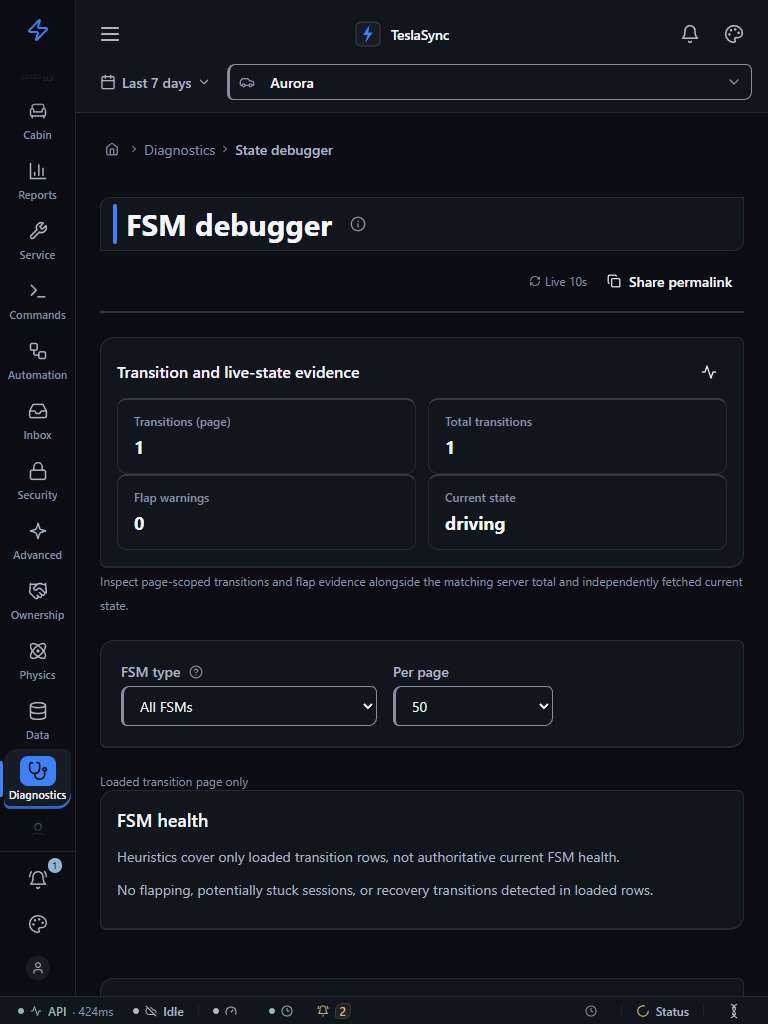 TeslaSync
Last 7 days
Aurora
Energy
Cabin
Reports
Service
Commands
Automation
Inbox
Security
Advanced
Ownership
Physics
Data
Diagnostics
1
Diagnostics
State debugger
FSM debugger
Live 10s
Share permalink
Transition and live-state evidence
Transitions (page)
1
Total transitions
1
Flap warnings
0
Current state
driving
Inspect page-scoped transitions and flap evidence alongside the matching server total and independently fetched current
state.
FSM type
Per page
All FSMs
50
Loaded transition page only
FSM health
Heuristics cover only loaded transition rows, not authoritative current FSM health.
No flapping, potentially stuck sessions, or recovery transitions detected in loaded rows.
API · 424ms
Idle
2
Status